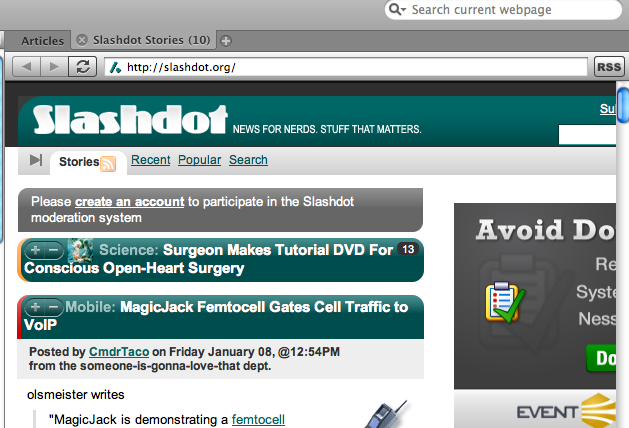 Search current webpage
Articles
Slashdot Stories (10)
http://slashdot.org/
RSS
Slashdot
NEWS FOR NERDS. STUFF THAT MATTERS.
Su
Stories
Recent Popular Search
Please create an account to participate in the Slashdot
moderation system
Science: Surgeon Makes Tutorial DVD For
Conscious Open-Heart Surgery
13
Mobile: MagicJack Femtocell Gates Cell Traffic to
VoIP
Posted by CmdrTaco on Friday January 08, @12:54PM
from the someone-is-gonna-love-that dept.
olsmeister writes
"MagicJack is demonstrating a femtocell
Avoid Do
Re
Syste
Ness
Do
EVENT